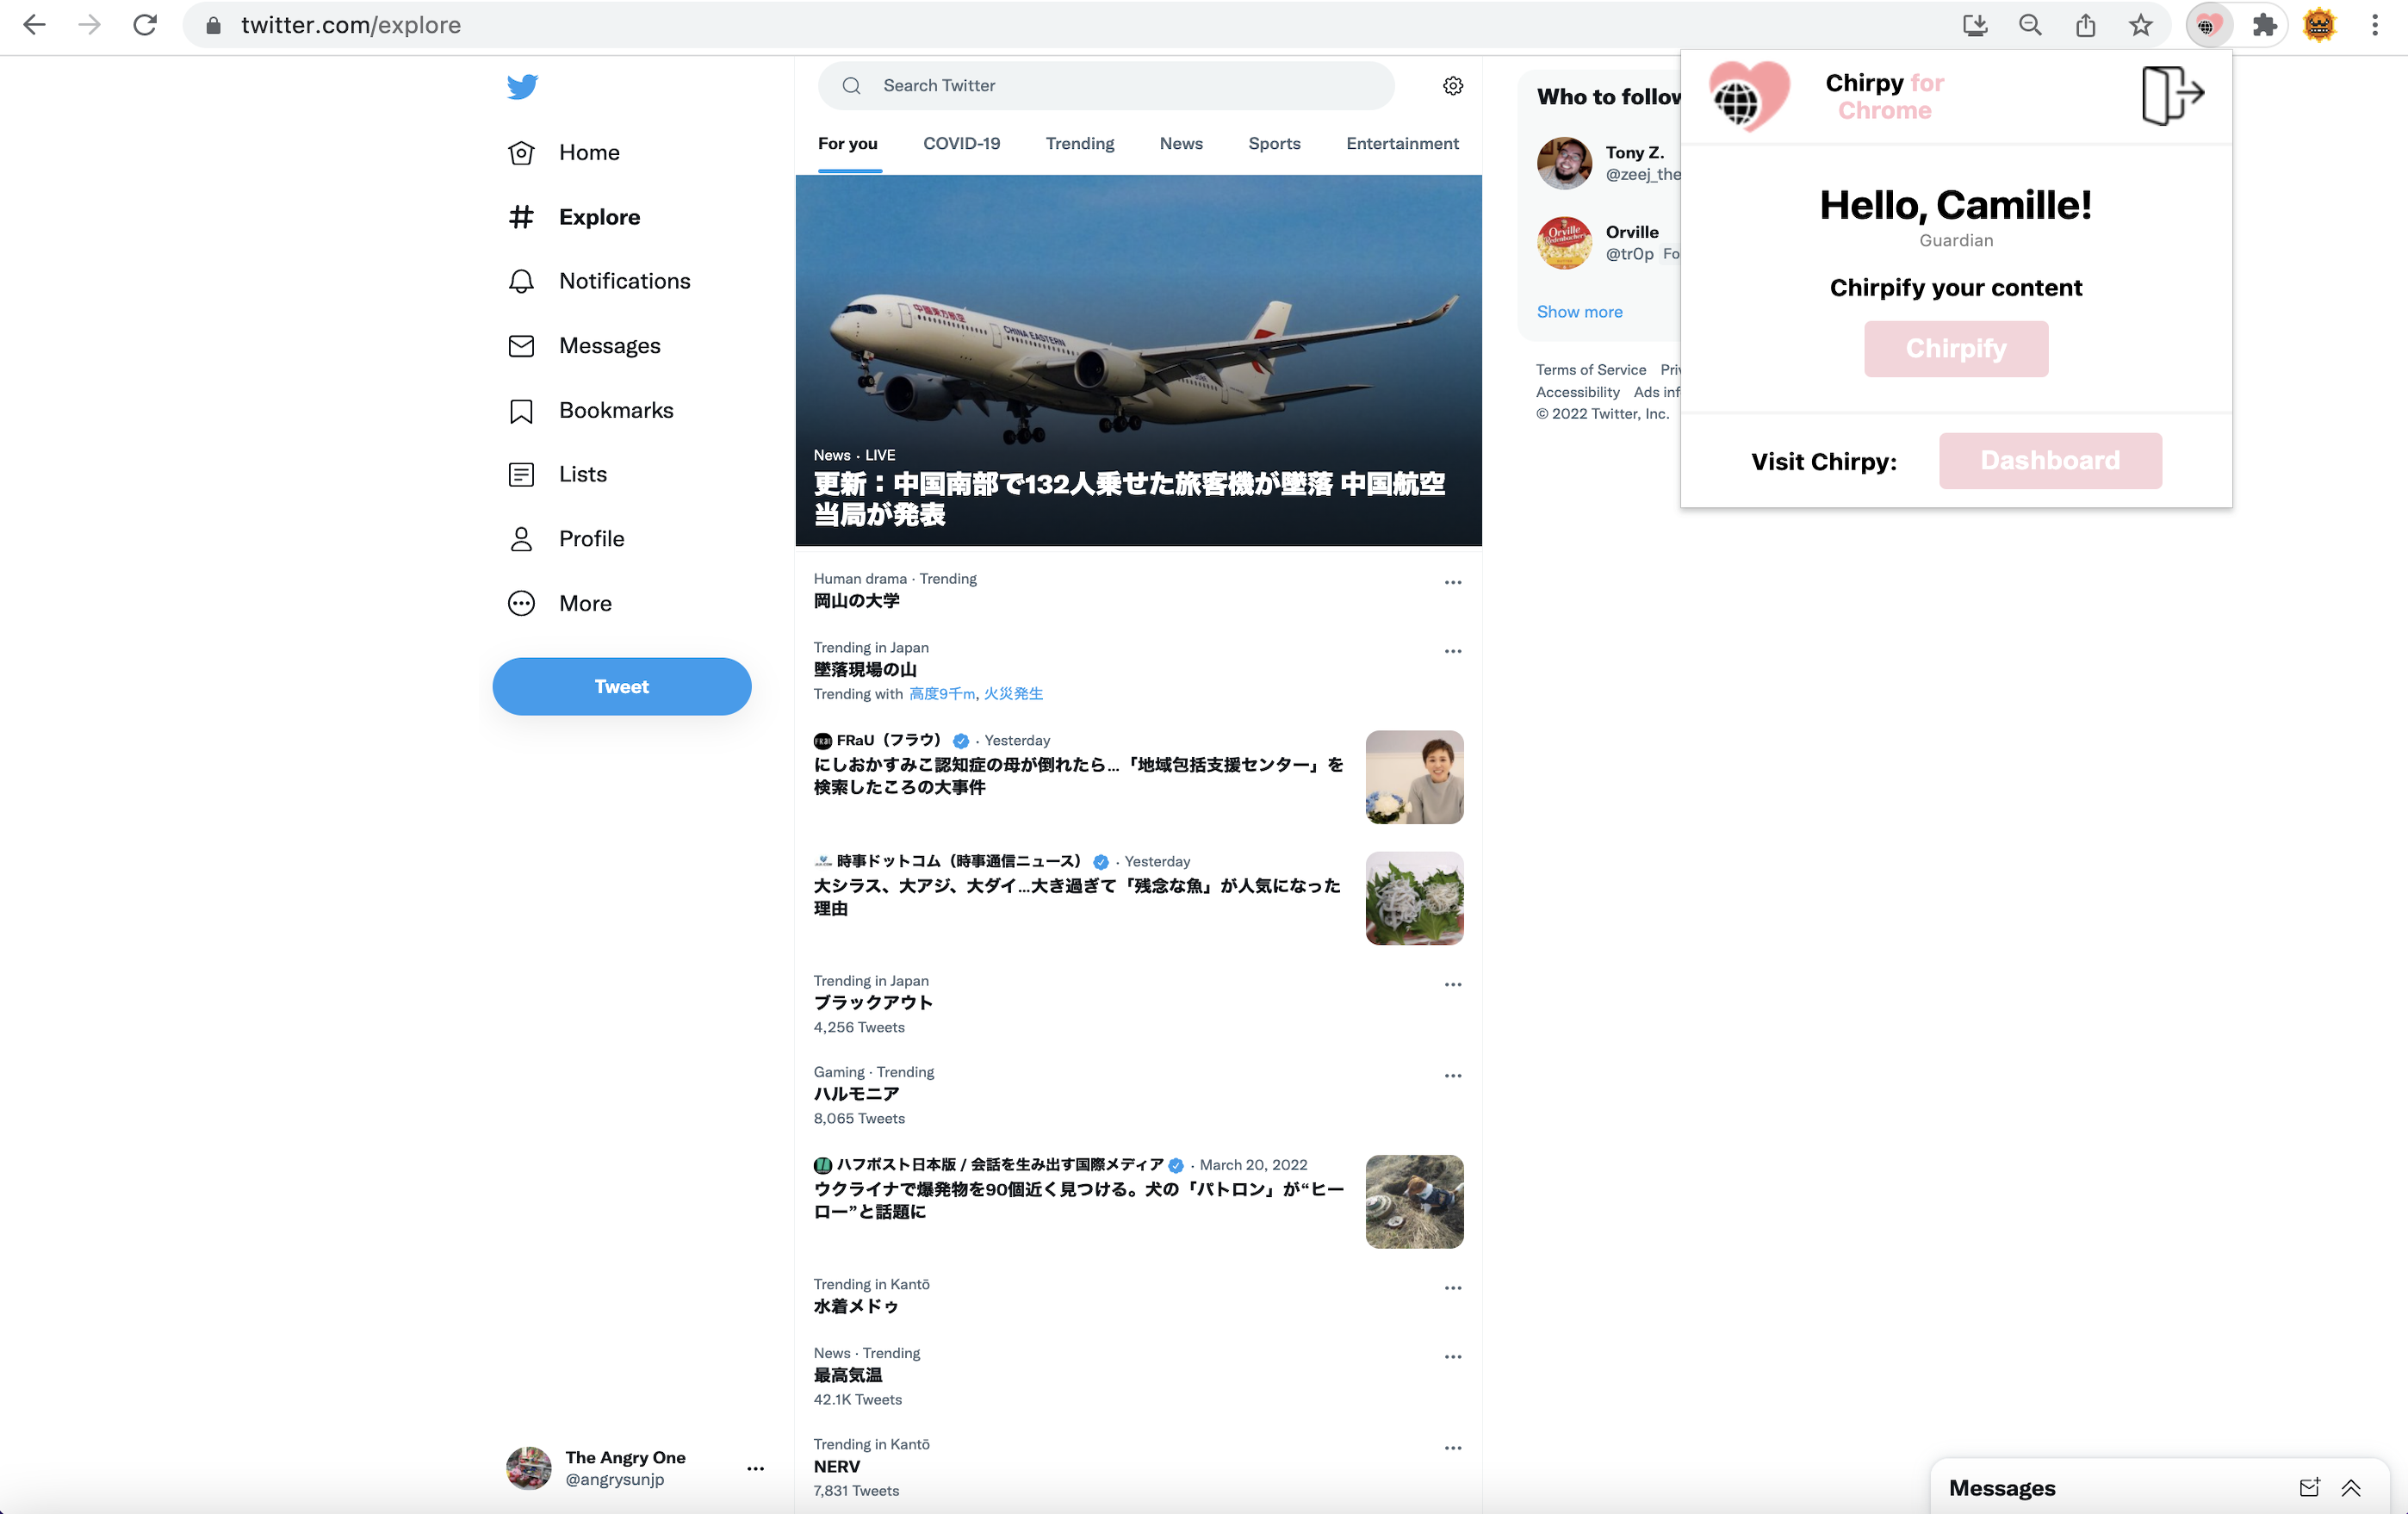 twitter.com/explore
Home
Explore
Notifications
Messages
Bookmarks
Lists
Profile
More
Tweet
The Angry One
@angrysunjp
Search Twitter
For you
COVID-19
Trending
News
Sports
Entertainment
中國東方航空
CHINA EASTERN
News · LIVE
更新：中国南部で132人乗せた旅客機が墜落 中国航空
当局が発表
Human drama · Trending
岡山の大学
Trending in Japan
墜落現場の山
Trending with 高度9千m, 火災発生
FRaU
FRaU（フラウ） · Yesterday
にしおかすみこ認知症の母が倒れたら...「地域包括支援センター」を
検索したころの大事件
時事ドットコム（時事通信ニュース） · Yesterday
大シラス、大アジ、大ダイ...大き過ぎて「残念な魚」が人気になった
理由
Trending in Japan
ブラックアウト
4,256 Tweets
Gaming · Trending
ハルモニア
8,065 Tweets
ハフポスト日本版 / 会話を生み出す国際メディア · March 20, 2022
ウクライナで爆発物を90個近く見つける。犬の「パトロン」が“ヒー
ロー”と話題に
Trending in Kantō
水着メドゥ
News · Trending
最高気温
42.1K Tweets
Trending in Kantō
NERV
7,831 Tweets
Who to follow
Tony Z.
@zeej_the
Orville
Redenbacher's
Orville
@tr0p Fo
Show more
Terms of Service Priv
Accessibility Ads inf
© 2022 Twitter, Inc.
Chirpy for
Chrome
Hello, Camille!
Guardian
Chirpify your content
Chirpify
Visit Chirpy:
Dashboard
Messages